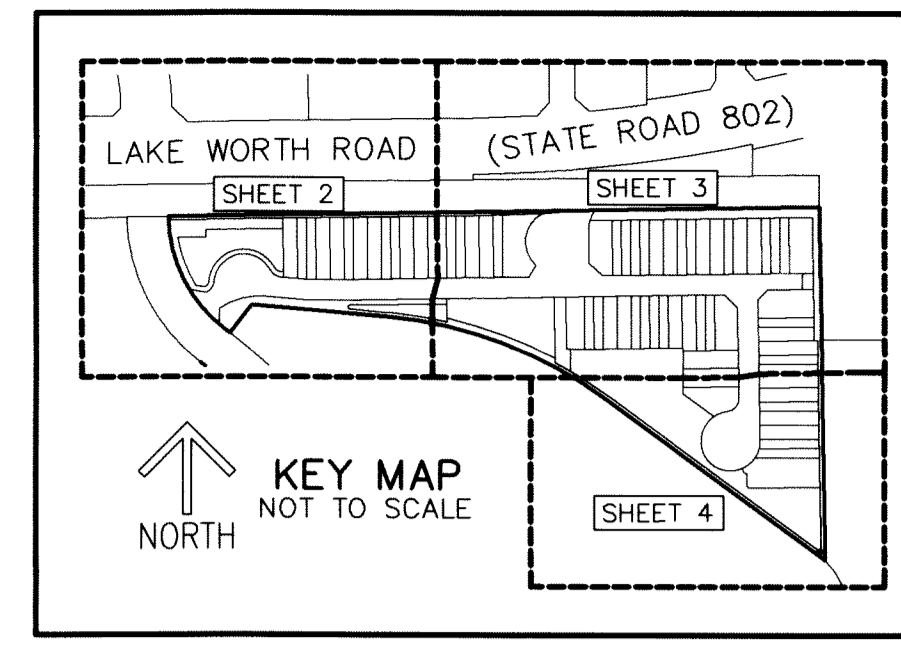 LAKE WORTH ROAD
(STATE ROAD 802)
SHEET 2
SHEET 3
KEY MAP
NOT TO SCALE
NORTH
SHEET 4